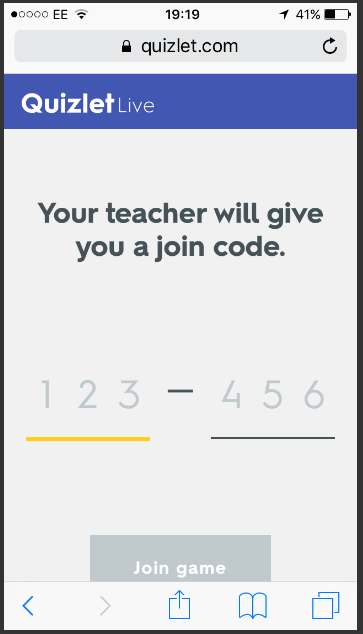 EE 19:19 41%
quizlet.com
Quizlet Live
Your teacher will give
you a join code.
1 2 3 – 4 5 6
Join game